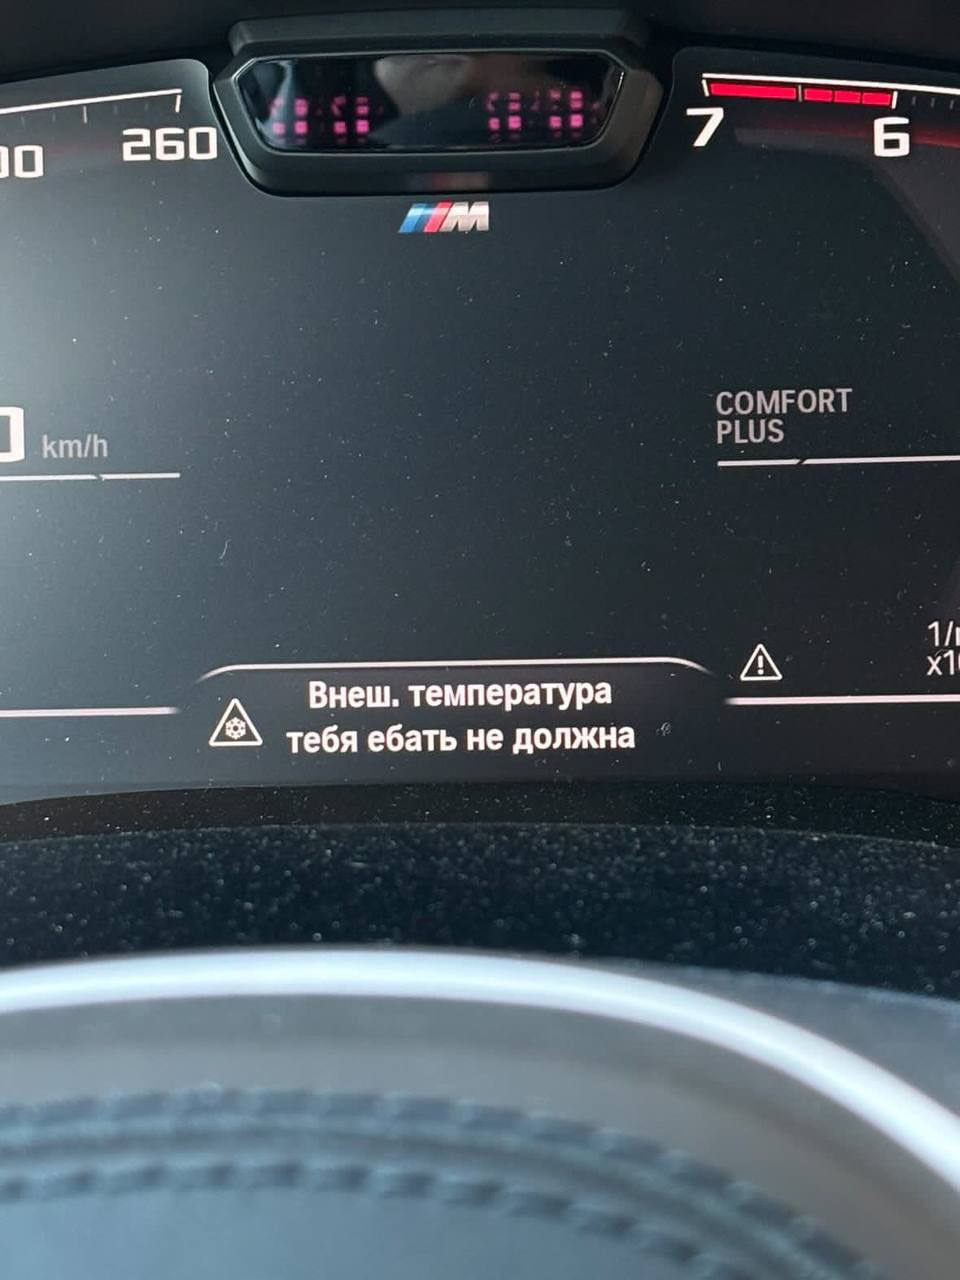 260
7
6
M
COMFORT
PLUS
km/h
Внеш. температура
тебя ебать не должна